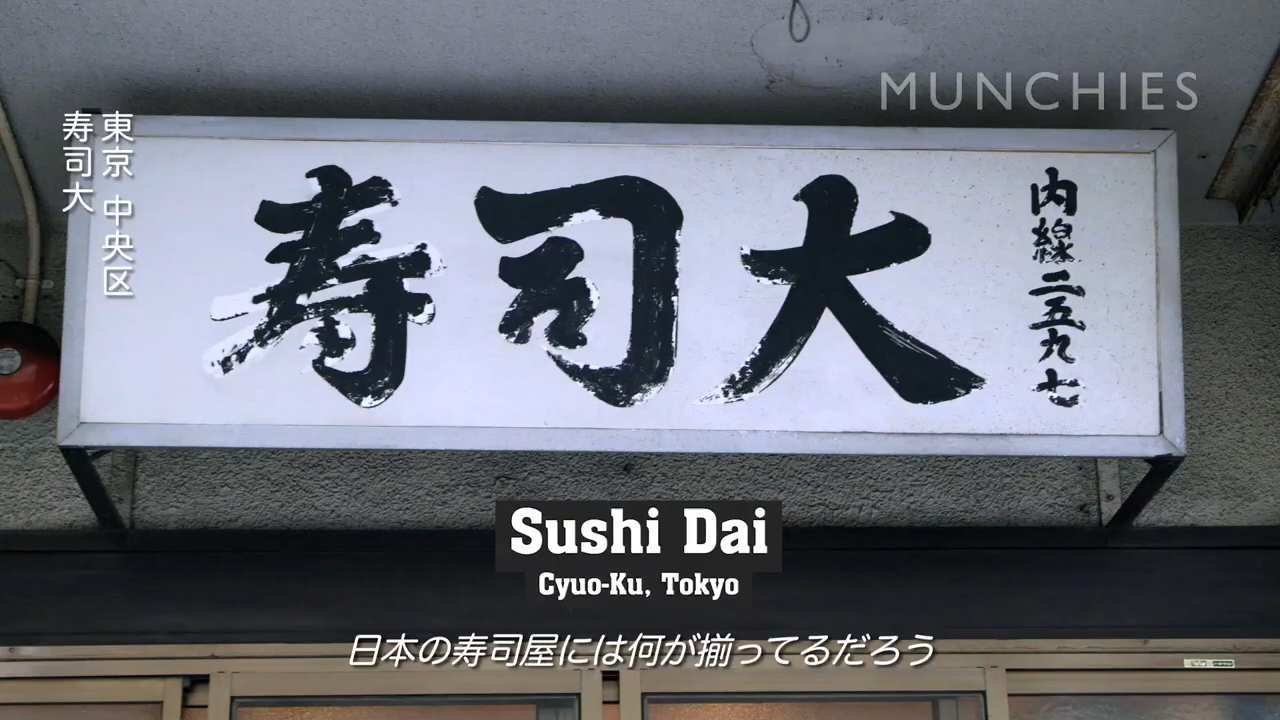 MUNCHIES
東京 中央区
寿司大
寿司大
内線二五九七
Sushi Dai
Cyuo-Ku, Tokyo
日本の寿司屋には何が揃ってるだろう